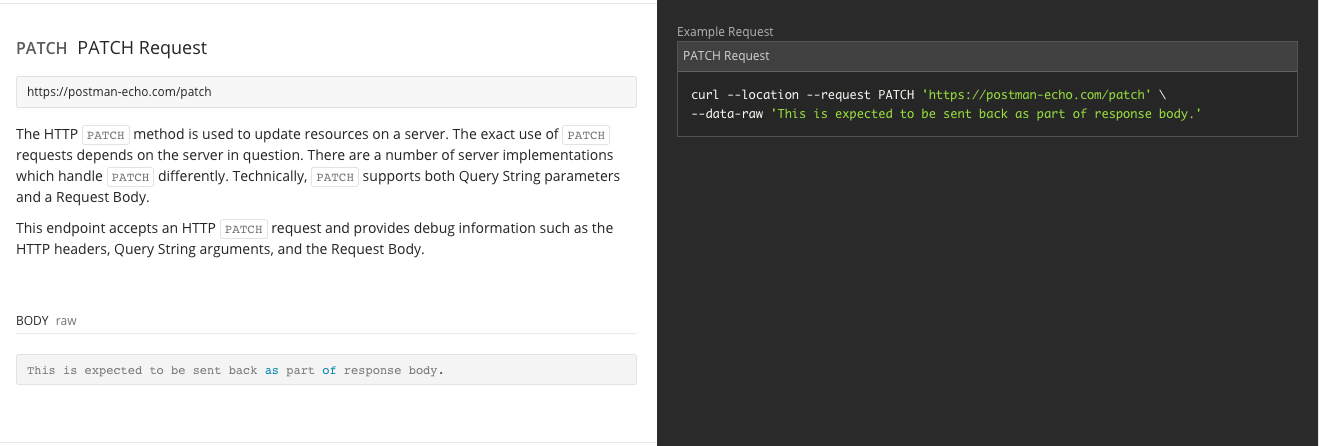 PATCH PATCH Request
https://postman-echo.com/patch
The HTTP PATCH method is used to update resources on a server. The exact use of PATCH
requests depends on the server in question. There are a number of server implementations
which handle PATCH differently. Technically, PATCH supports both Query String parameters
and a Request Body.
This endpoint accepts an HTTP PATCH request and provides debug information such as the
HTTP headers, Query String arguments, and the Request Body.
BODY raw
This is expected to be sent back as part of response body.
Example Request
PATCH Request
curl --location --request PATCH 'https://postman-echo.com/patch' \
--data-raw 'This is expected to be sent back as part of response body.'